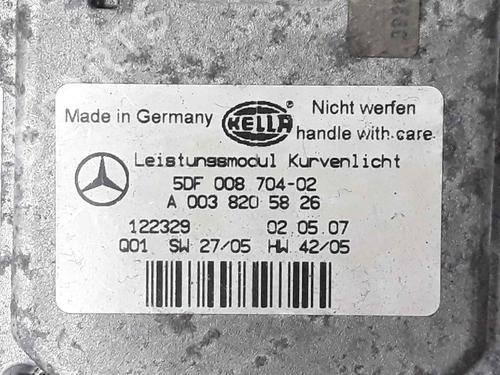 Made in Germany HELLA ® Nicht werfen
handle with care
Leistungsmodul Kurvenlicht
5DF 008 704-02
A 003 820 58 26
122329 02.05.07
Q01 SW 27/05 HW 42/05